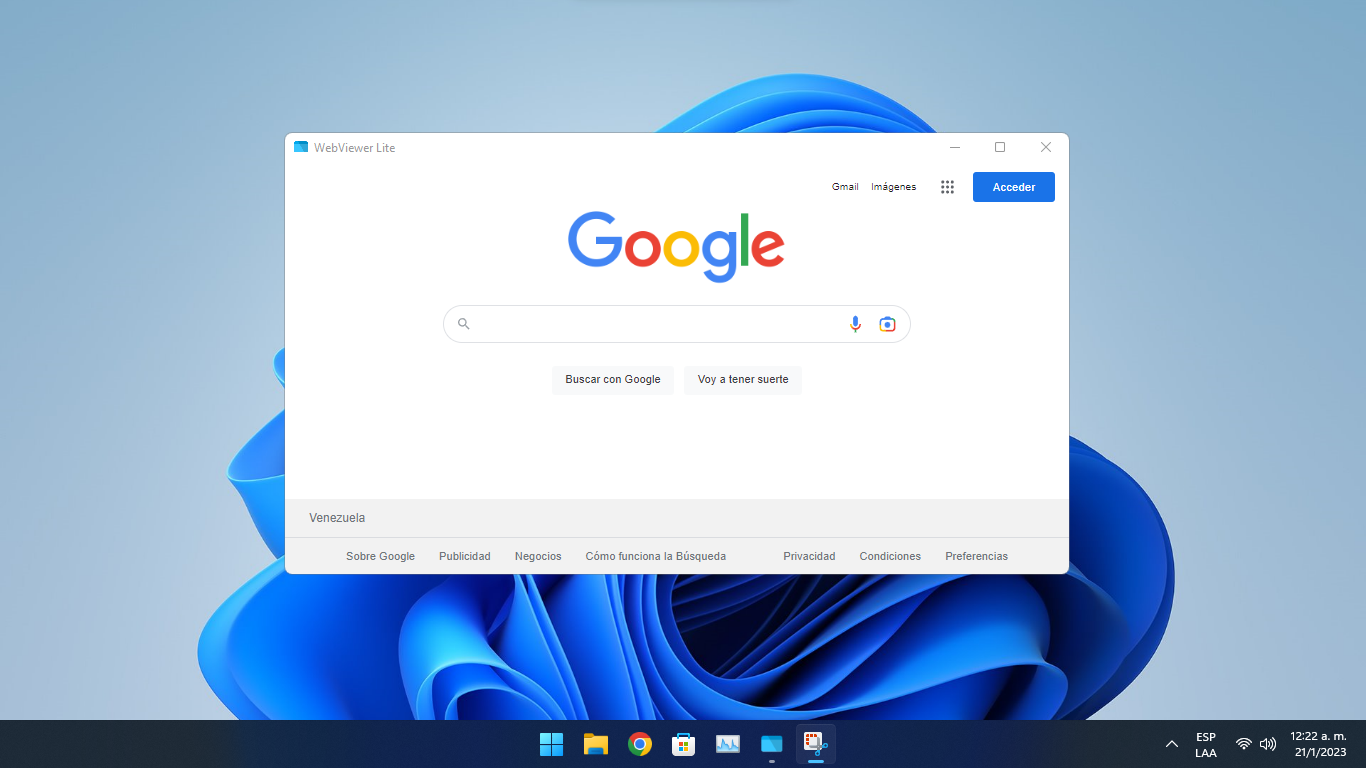 WebViewer Lite
Gmail Imágenes Acceder
Google
Buscar con Google Voy a tener suerte
Venezuela
Sobre Google Publicidad Negocios Cómo funciona la Búsqueda Privacidad Condiciones Preferencias
ESP 12:22 a. m.
LAA 21/1/2023